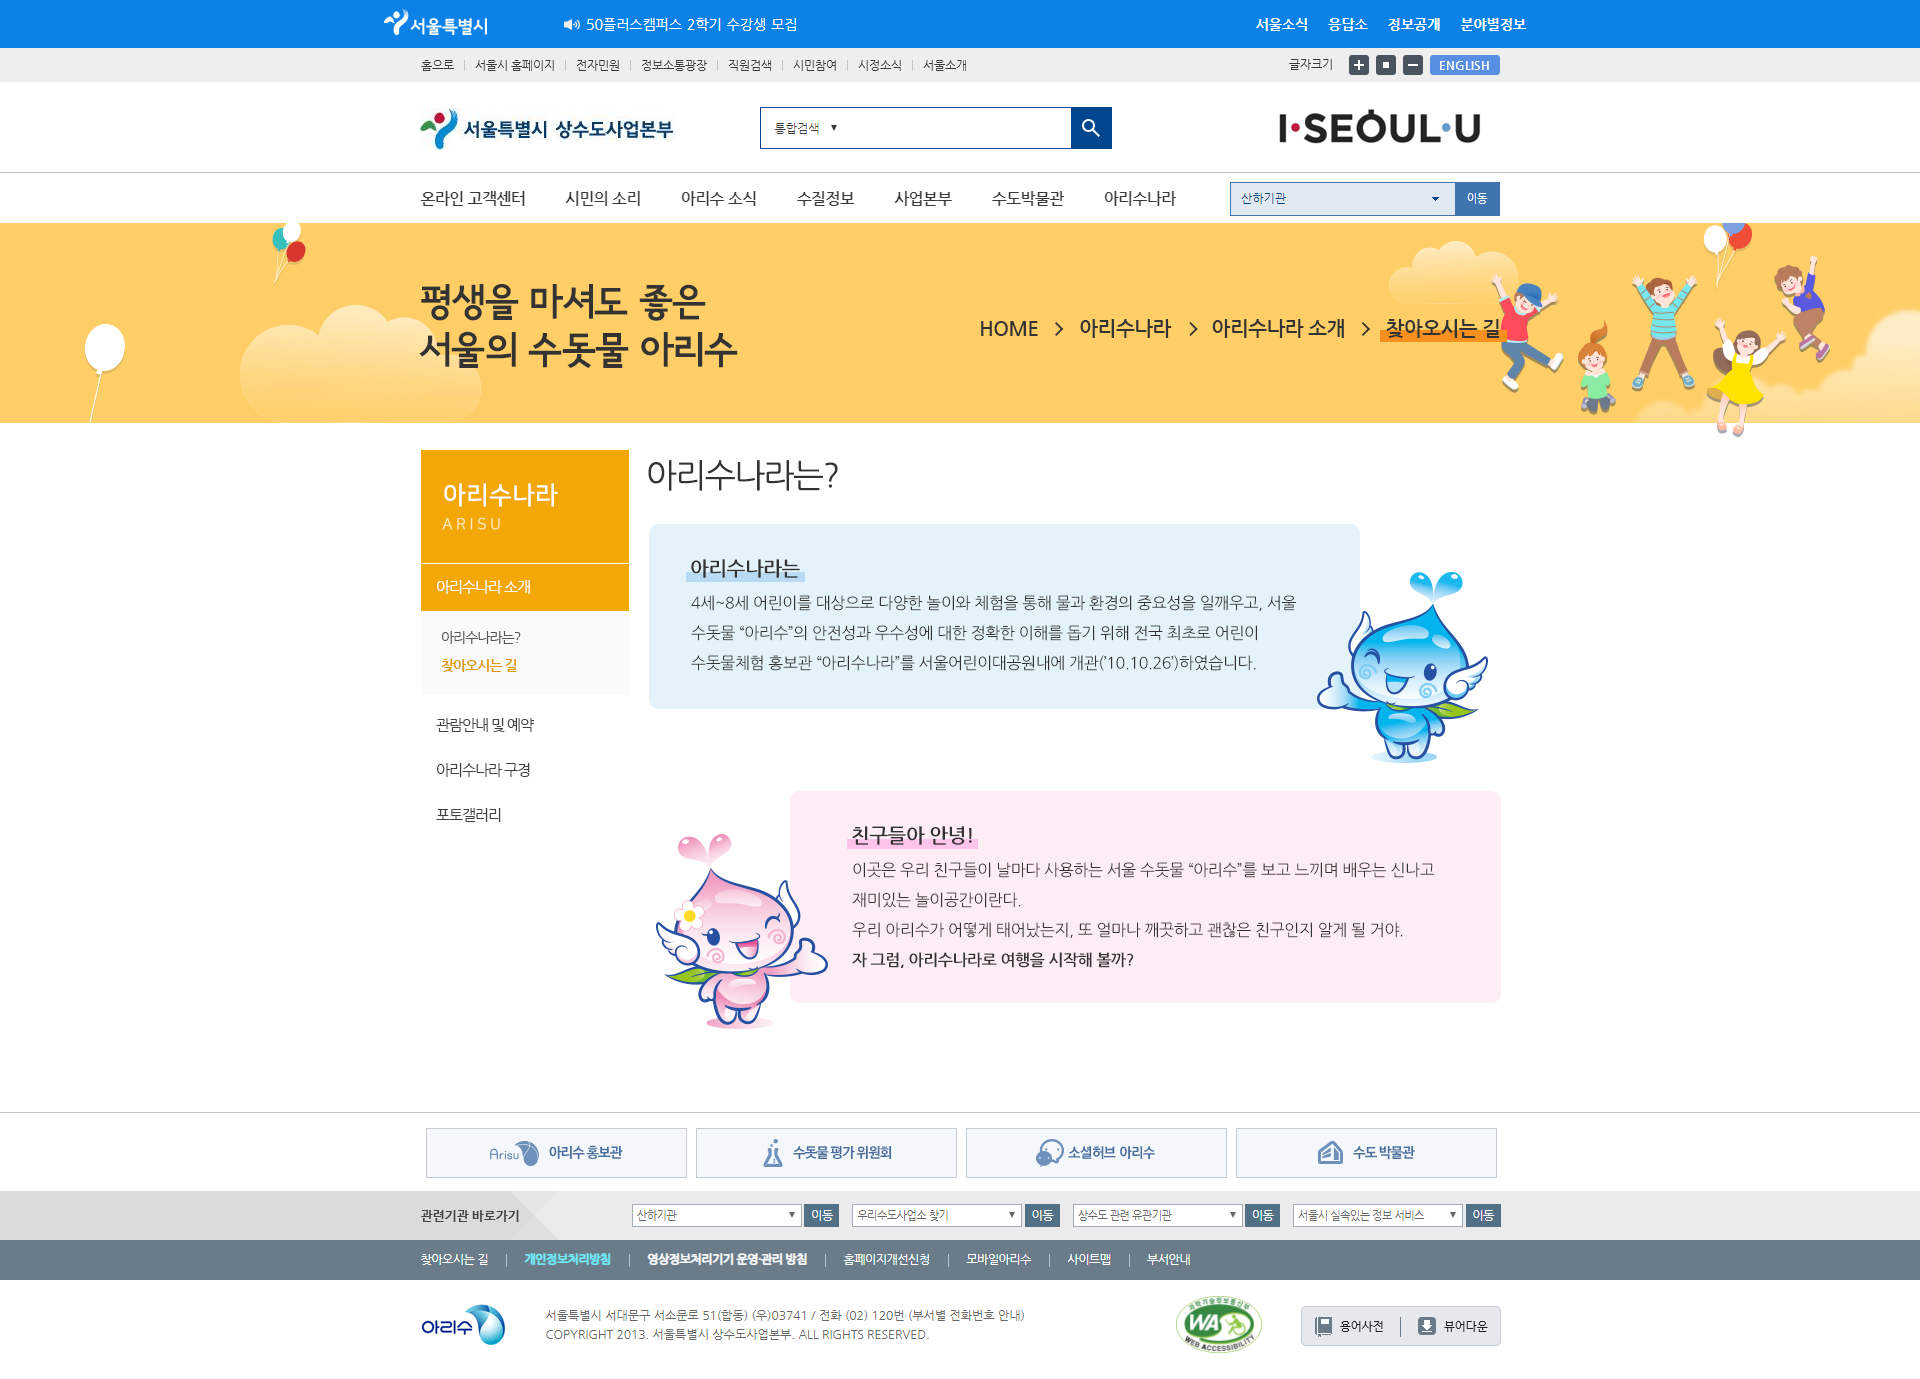 서울특별시
50플러스캠퍼스 2학기 수강생 모집
서울소식 응답소 정보공개 분야별정보
홈으로 서울시 홈페이지 전자민원 정보소통광장 직원검색 시민참여 시정소식 서울소개
글자크기
ENGLISH
서울특별시 상수도사업본부
통합검색
I·SEOUL·U
온라인 고객센터 시민의 소리 아리수 소식 수질정보 사업본부 수도박물관 아리수나라
산하기관 이동
평생을 마셔도 좋은
서울의 수돗물 아리수
HOME 아리수나라 아리수나라 소개 찾아오시는 길
아리수나라
ARISU
아리수나라 소개
아리수나라는?
찾아오시는 길
관람안내 및 예약
아리수나라 구경
포토갤러리
아리수나라는?
아리수나라는
4세~8세 어린이를 대상으로 다양한 놀이와 체험을 통해 물과 환경의 중요성을 일깨우고, 서울
수돗물 “아리수”의 안전성과 우수성에 대한 정확한 이해를 돕기 위해 전국 최초로 어린이
수돗물체험 홍보관 “아리수나라”를 서울어린이대공원내에 개관(’10.10.26’)하였습니다.
친구들아 안녕!
이곳은 우리 친구들이 날마다 사용하는 서울 수돗물 “아리수”를 보고 느끼며 배우는 신나고
재미있는 놀이공간이란다.
우리 아리수가 어떻게 태어났는지, 또 얼마나 깨끗하고 괜찮은 친구인지 알게 될 거야.
자 그럼, 아리수나라로 여행을 시작해 볼까?
Arisu 아리수 홍보관
수돗물 평가 위원회
소셜허브 아리수
수도 박물관
관련기관 바로가기
산하기관 이동
우리수도사업소 찾기 이동
상수도 관련 유관기관 이동
서울시 실속있는 정보 서비스 이동
찾아오시는 길 개인정보처리방침 영상정보처리기기 운영·관리 방침 홈페이지개선신청 모바일아리수 사이트맵 부서안내
아리수
서울특별시 서대문구 서소문로 51(합동) (우)03741 / 전화 (02) 120번 (부서별 전화번호 안내)
COPYRIGHT 2013. 서울특별시 상수도사업본부. ALL RIGHTS RESERVED.
과학기술정보통신부
WA
WEB ACCESSIBILITY
용어사전
뷰어다운